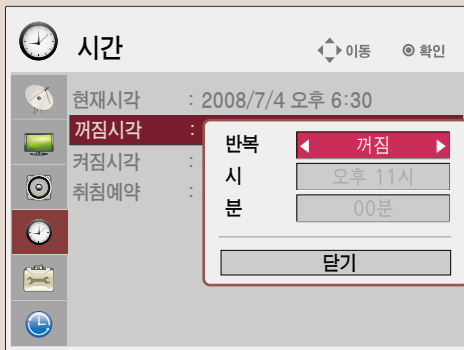 시간 이동 확인
현재시각 : 2008/7/4 오후 6:30
꺼짐시각 :
켜짐시각 :
취침예약 :
반복 꺼짐
시 오후 11시
분 00분
닫기